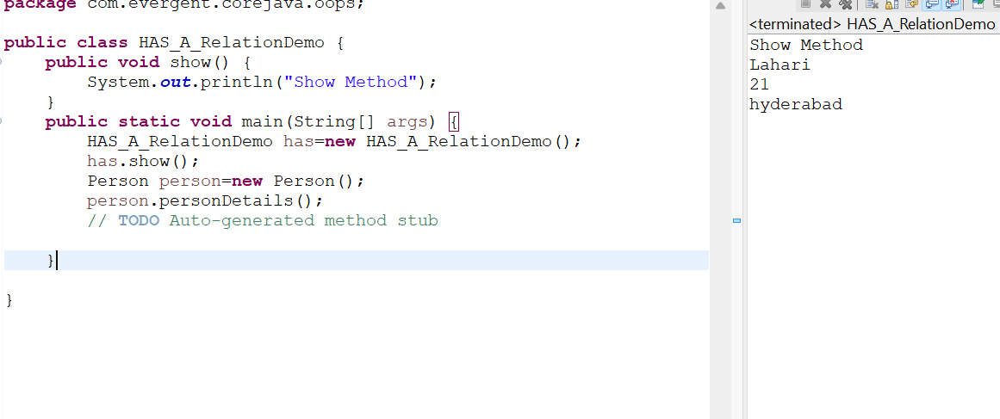 package com.evergent.corejava.oops;
public class HAS_A_RelationDemo {
public void show() {
System.out.println("Show Method");
}
public static void main(String[] args) {
HAS_A_RelationDemo has=new HAS_A_RelationDemo();
has.show();
Person person=new Person();
person.personDetails();
// TODO Auto-generated method stub
}
}
<terminated> HAS_A_RelationDemo
Show Method
Lahari
21
hyderabad